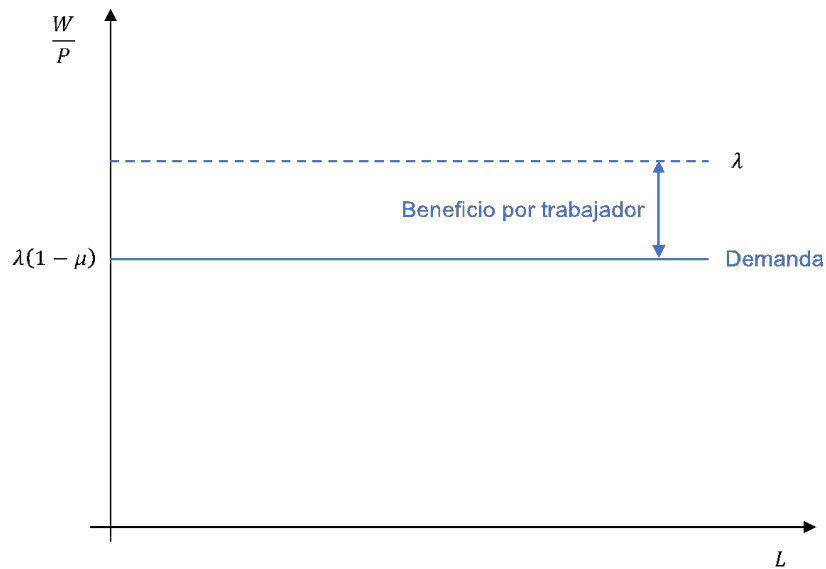 W
P
λ
Beneficio por trabajador
λ(1 − μ)
Demanda
L